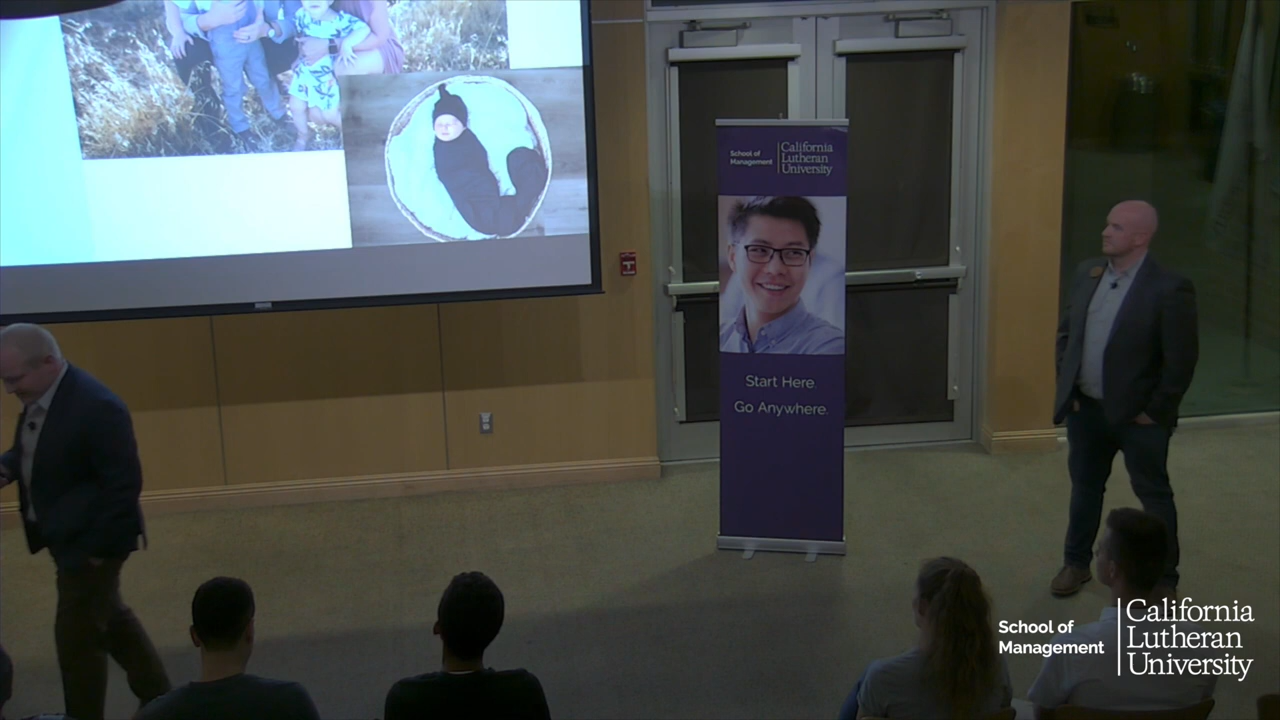 School of
Management
California
Lutheran
University
Start Here.
Go Anywhere.
School of
Management
California
Lutheran
University